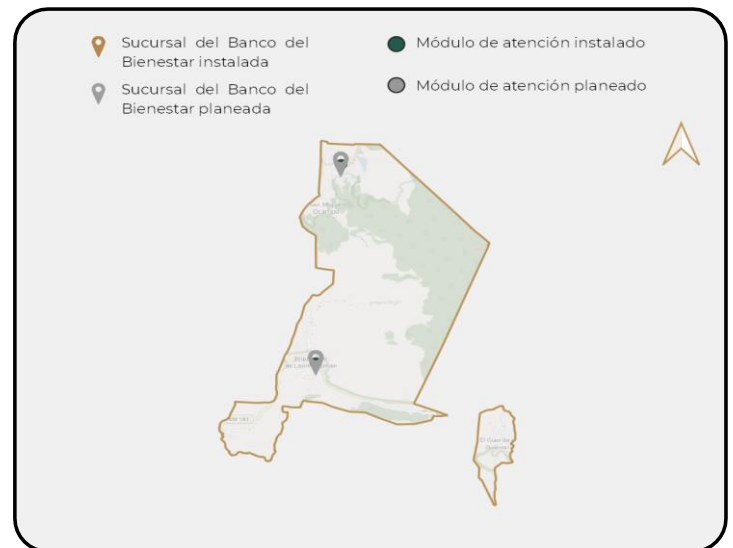 Sucursal del Banco del
Bienestar instalada
Módulo de atención instalado
Sucursal del Banco del
Bienestar planeada
Módulo de atención planeado
Ocampo